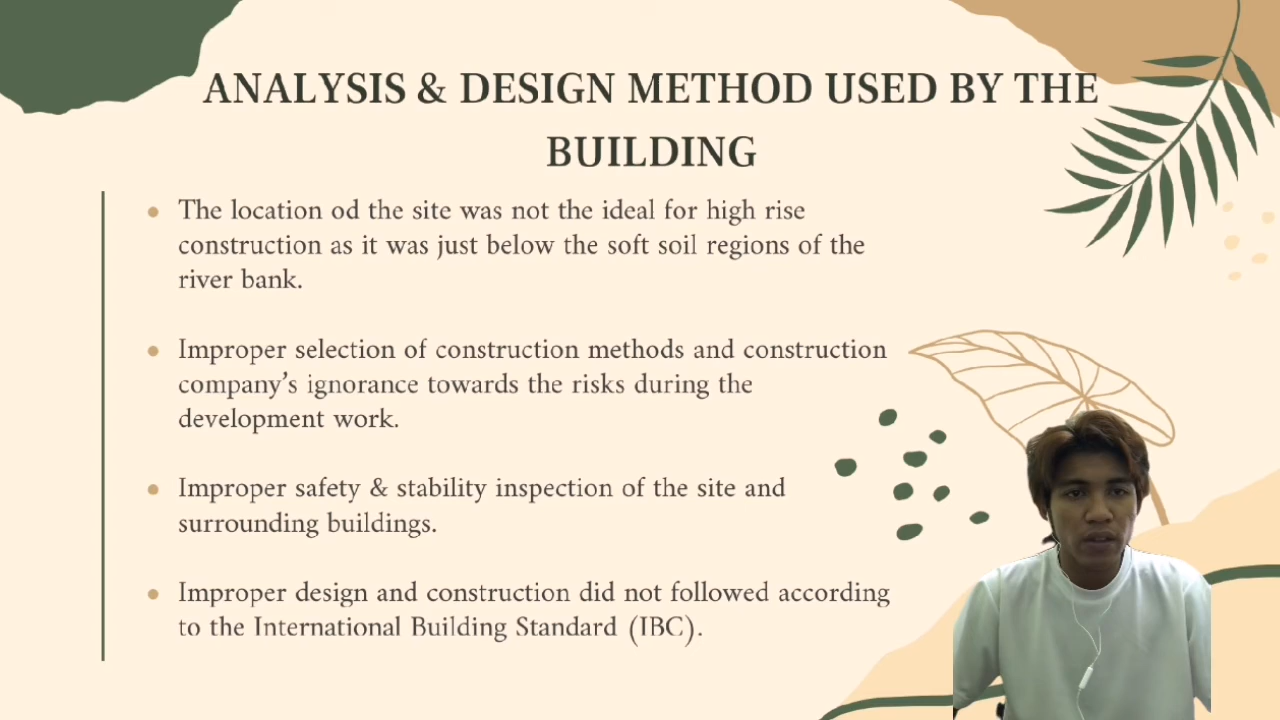 ANALYSIS & DESIGN METHOD USED BY THE
BUILDING
The location od the site was not the ideal for high rise
construction as it was just below the soft soil regions of the
river bank.
Improper selection of construction methods and construction
company’s ignorance towards the risks during the
development work.
Improper safety & stability inspection of the site and
surrounding buildings.
Improper design and construction did not followed according
to the International Building Standard (IBC).